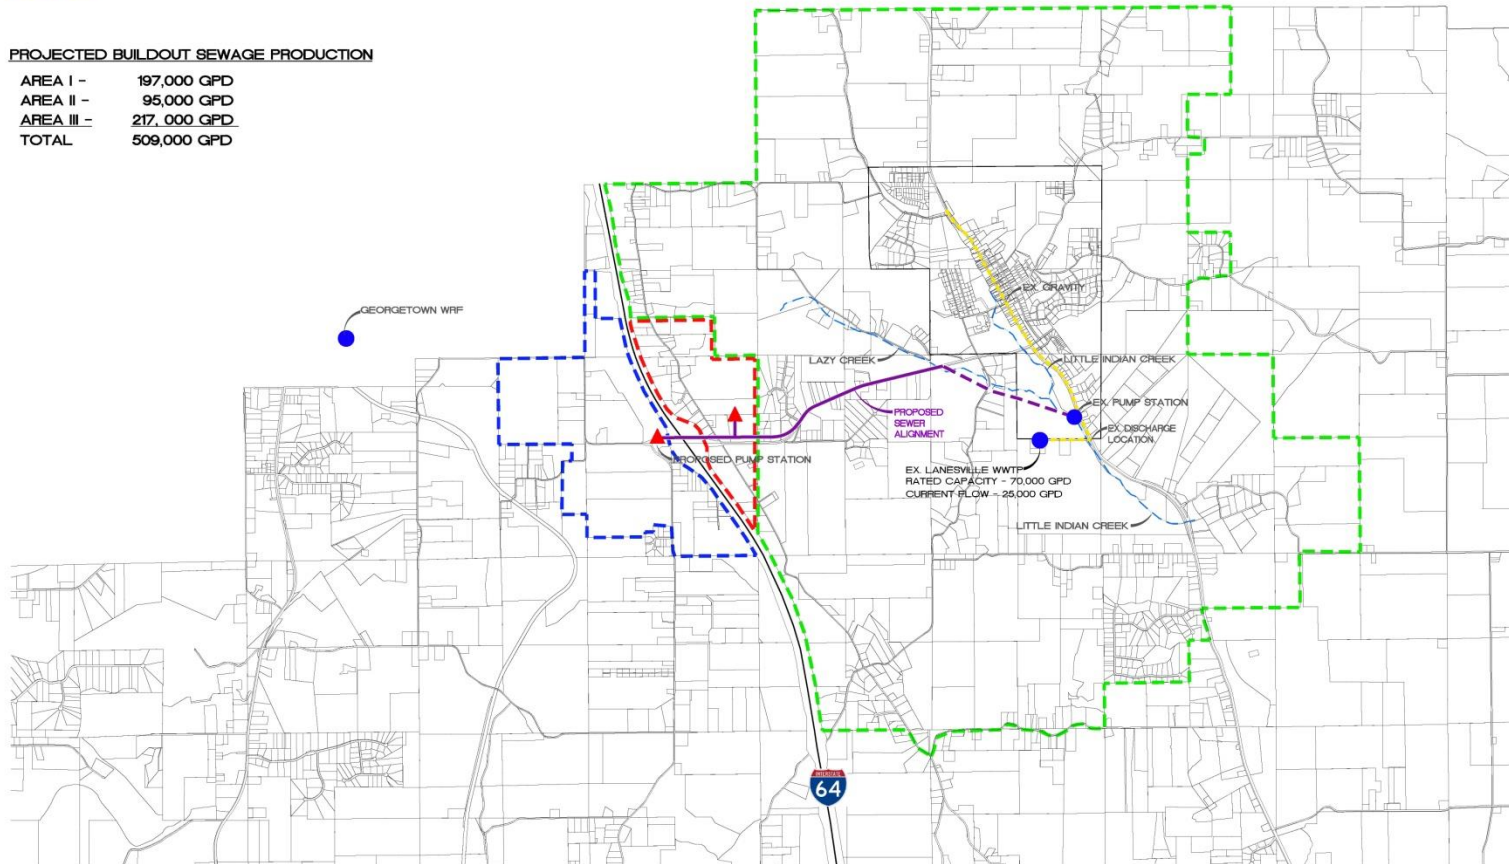 PROJECTED BUILDOUT SEWAGE PRODUCTION
AREA I - 197,000 GPD
AREA II - 95,000 GPD
AREA III - 217, 000 GPD
TOTAL 509,000 GPD
GEORGETOWN WRF
EX. GRAVITY
LAZY CREEK
LITTLE INDIAN CREEK
EX. PUMP STATION
PROPOSED
SEWER
ALIGNMENT
EX. DISCHARGE
LOCATION
PROPOSED PUMP STATION
EX. LANESVILLE WWTP
RATED CAPACITY - 70,000 GPD
CURRENT FLOW - 25,000 GPD
LITTLE INDIAN CREEK
INTERSTATE
64